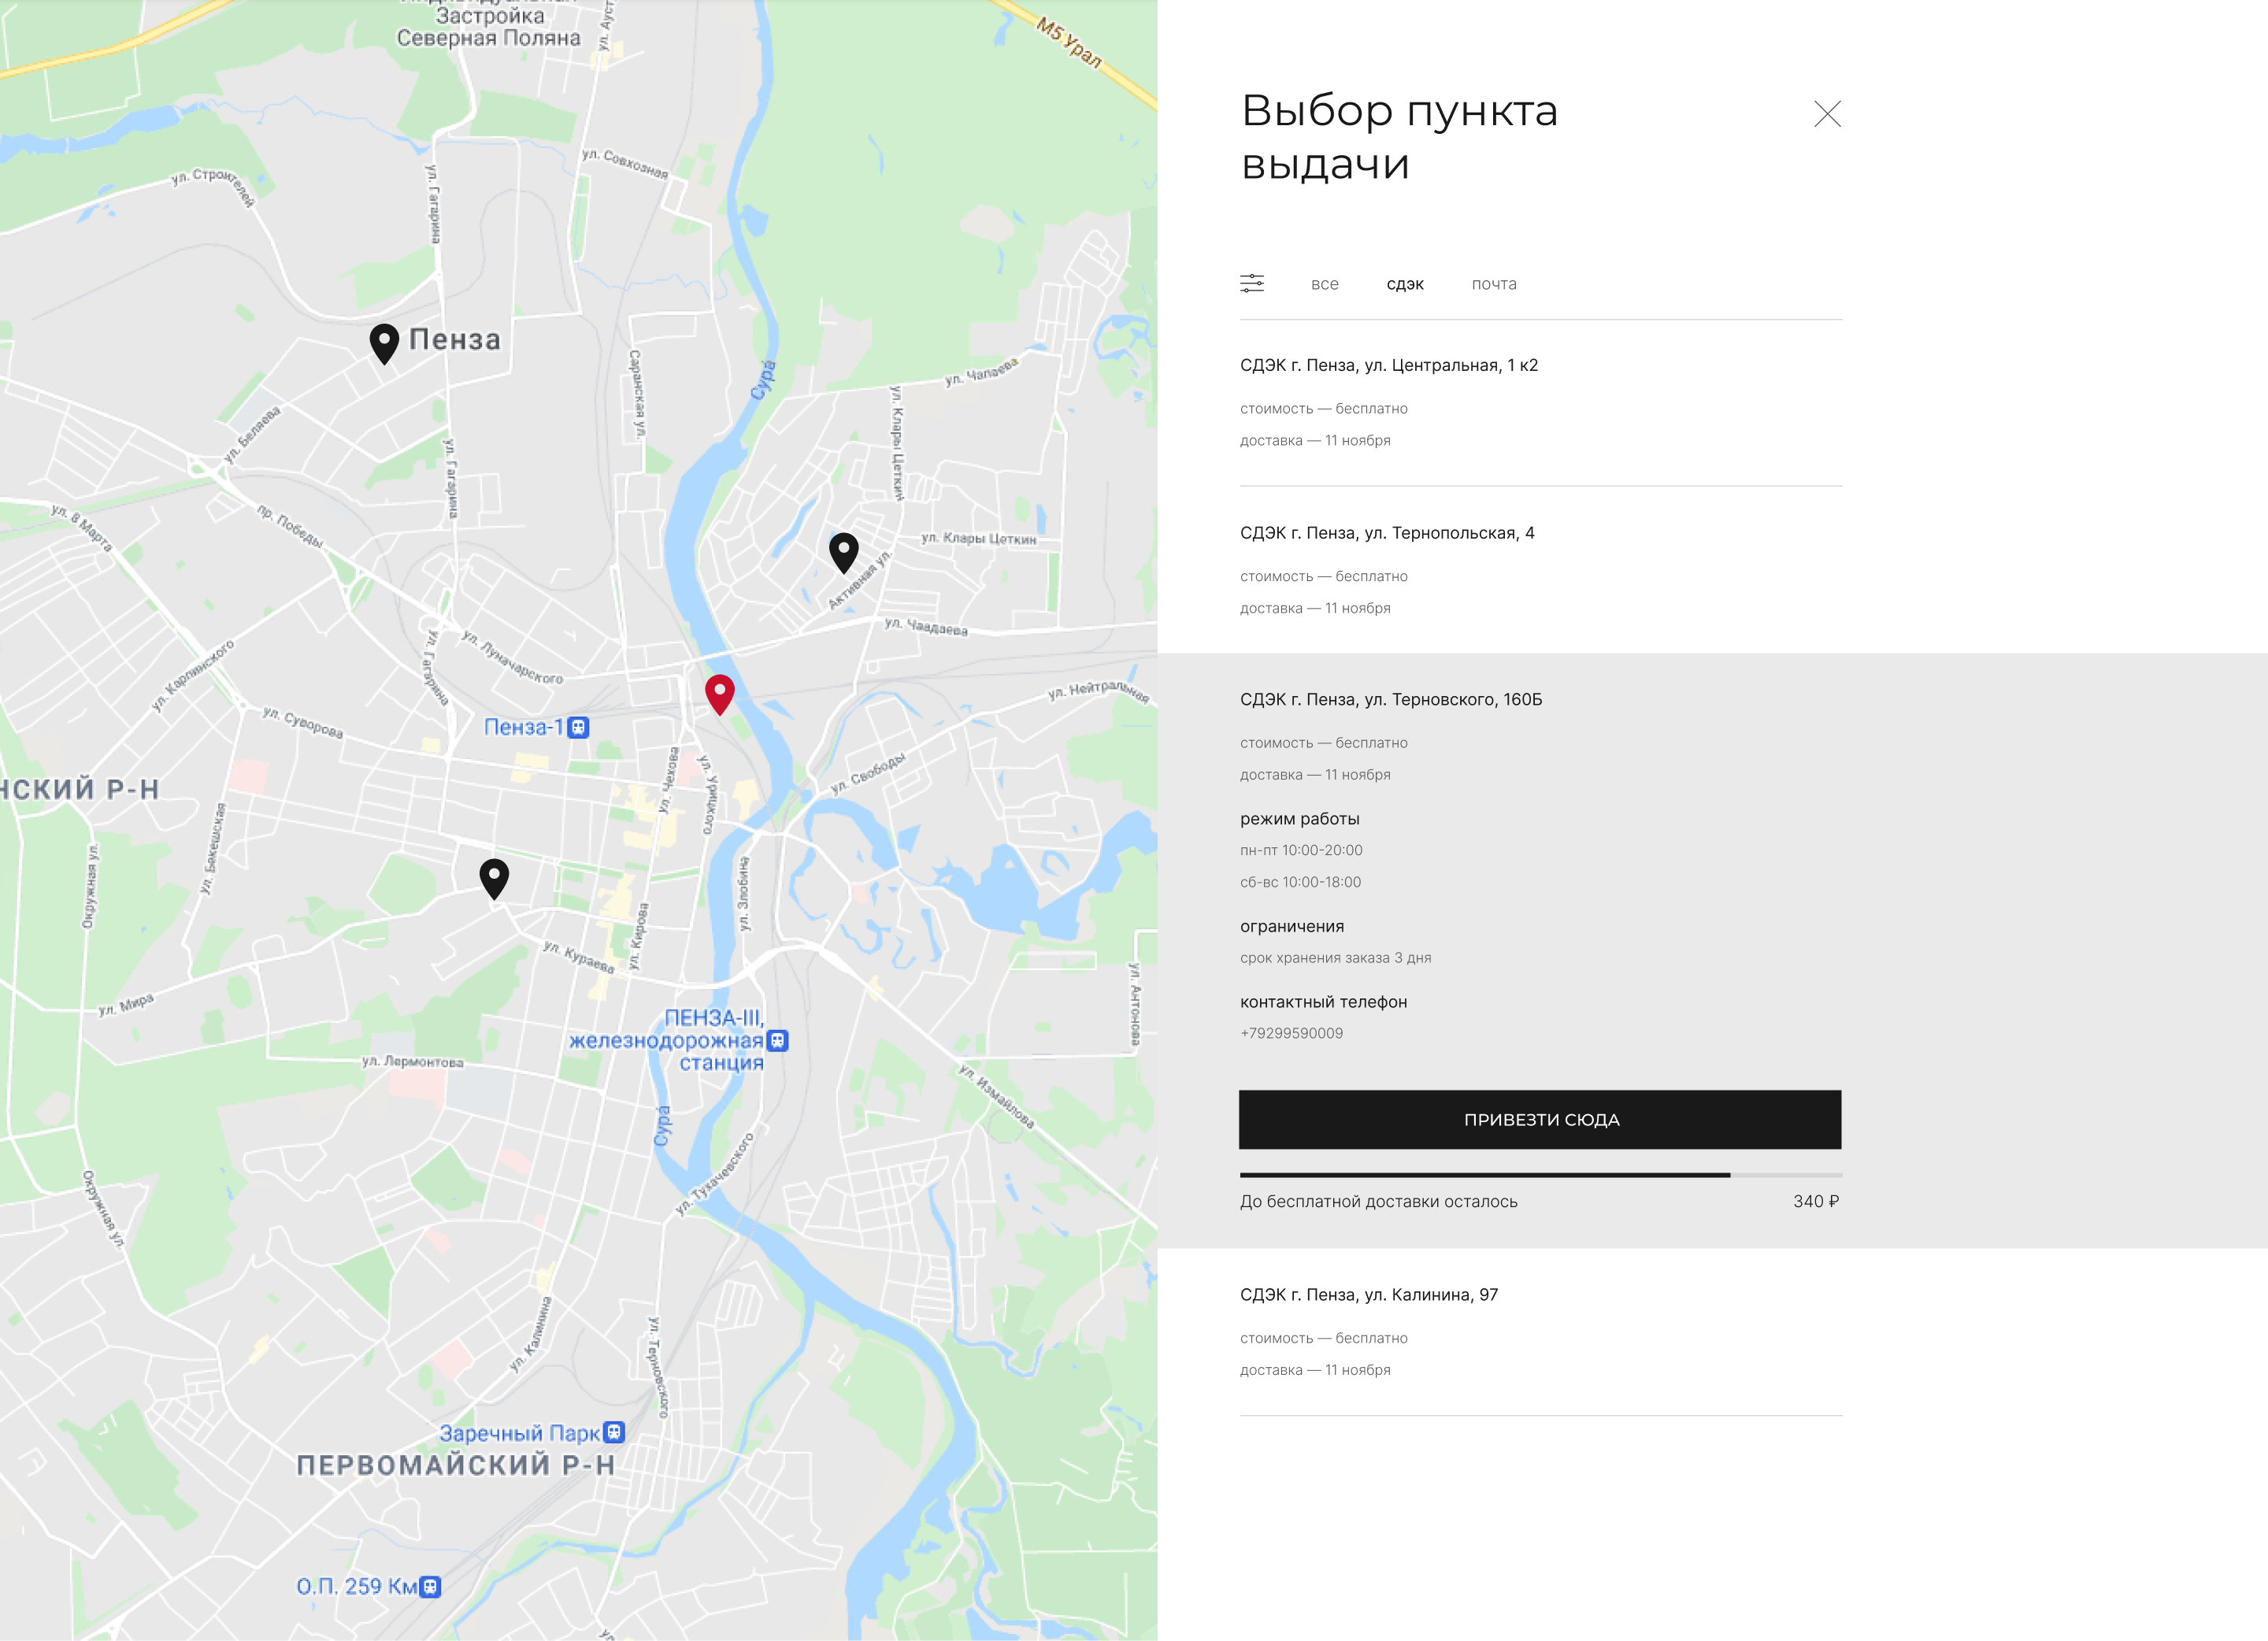 Застройка
Северная Поляна
ул. Ауст
М5 Урал
ул. Совхозная
ул. Строителей
ул. Гагарина
Пенза
Саранская ул.
Сура
ул. Чапаева
ул. Клары Цеткин
ул. Беляева
ул. Гагарина
ул. 8 Марта
пр. Победы
ул. Клары Цеткин
Активная ул.
ул. Чаадаева
ул. Луначарского
ул. Гагарина
ул. Карпинского
ул. Нейтральная
ул. Суворова
Пенза-1
ул. Чехова
ул. Урицкого
ул. Свободы
НСКИЙ Р-Н
ул. Бекешская
Окружная ул.
ул. Злобина
ул. Кирова
ул. Кураева
ул. Мира
ул. Антонова
ПЕНЗА-III,
железнодорожная
станция
ул. Лермонтова
ул. Измайлова
Сура
ул. Тухачевского
Окружная ул.
ул. Калинина
ул. Терновского
Заречный Парк
ПЕРВОМАЙСКИЙ Р-Н
О.П. 259 Км
ул.
Выбор пункта
выдачи
все сдэк почта
СДЭК г. Пенза, ул. Центральная, 1 к2
стоимость — бесплатно
доставка — 11 ноября
СДЭК г. Пенза, ул. Тернопольская, 4
стоимость — бесплатно
доставка — 11 ноября
СДЭК г. Пенза, ул. Терновского, 160Б
стоимость — бесплатно
доставка — 11 ноября
режим работы
пн-пт 10:00-20:00
сб-вс 10:00-18:00
ограничения
срок хранения заказа 3 дня
контактный телефон
+79299590009
ПРИВЕЗТИ СЮДА
До бесплатной доставки осталось 340 ₽
СДЭК г. Пенза, ул. Калинина, 97
стоимость — бесплатно
доставка — 11 ноября